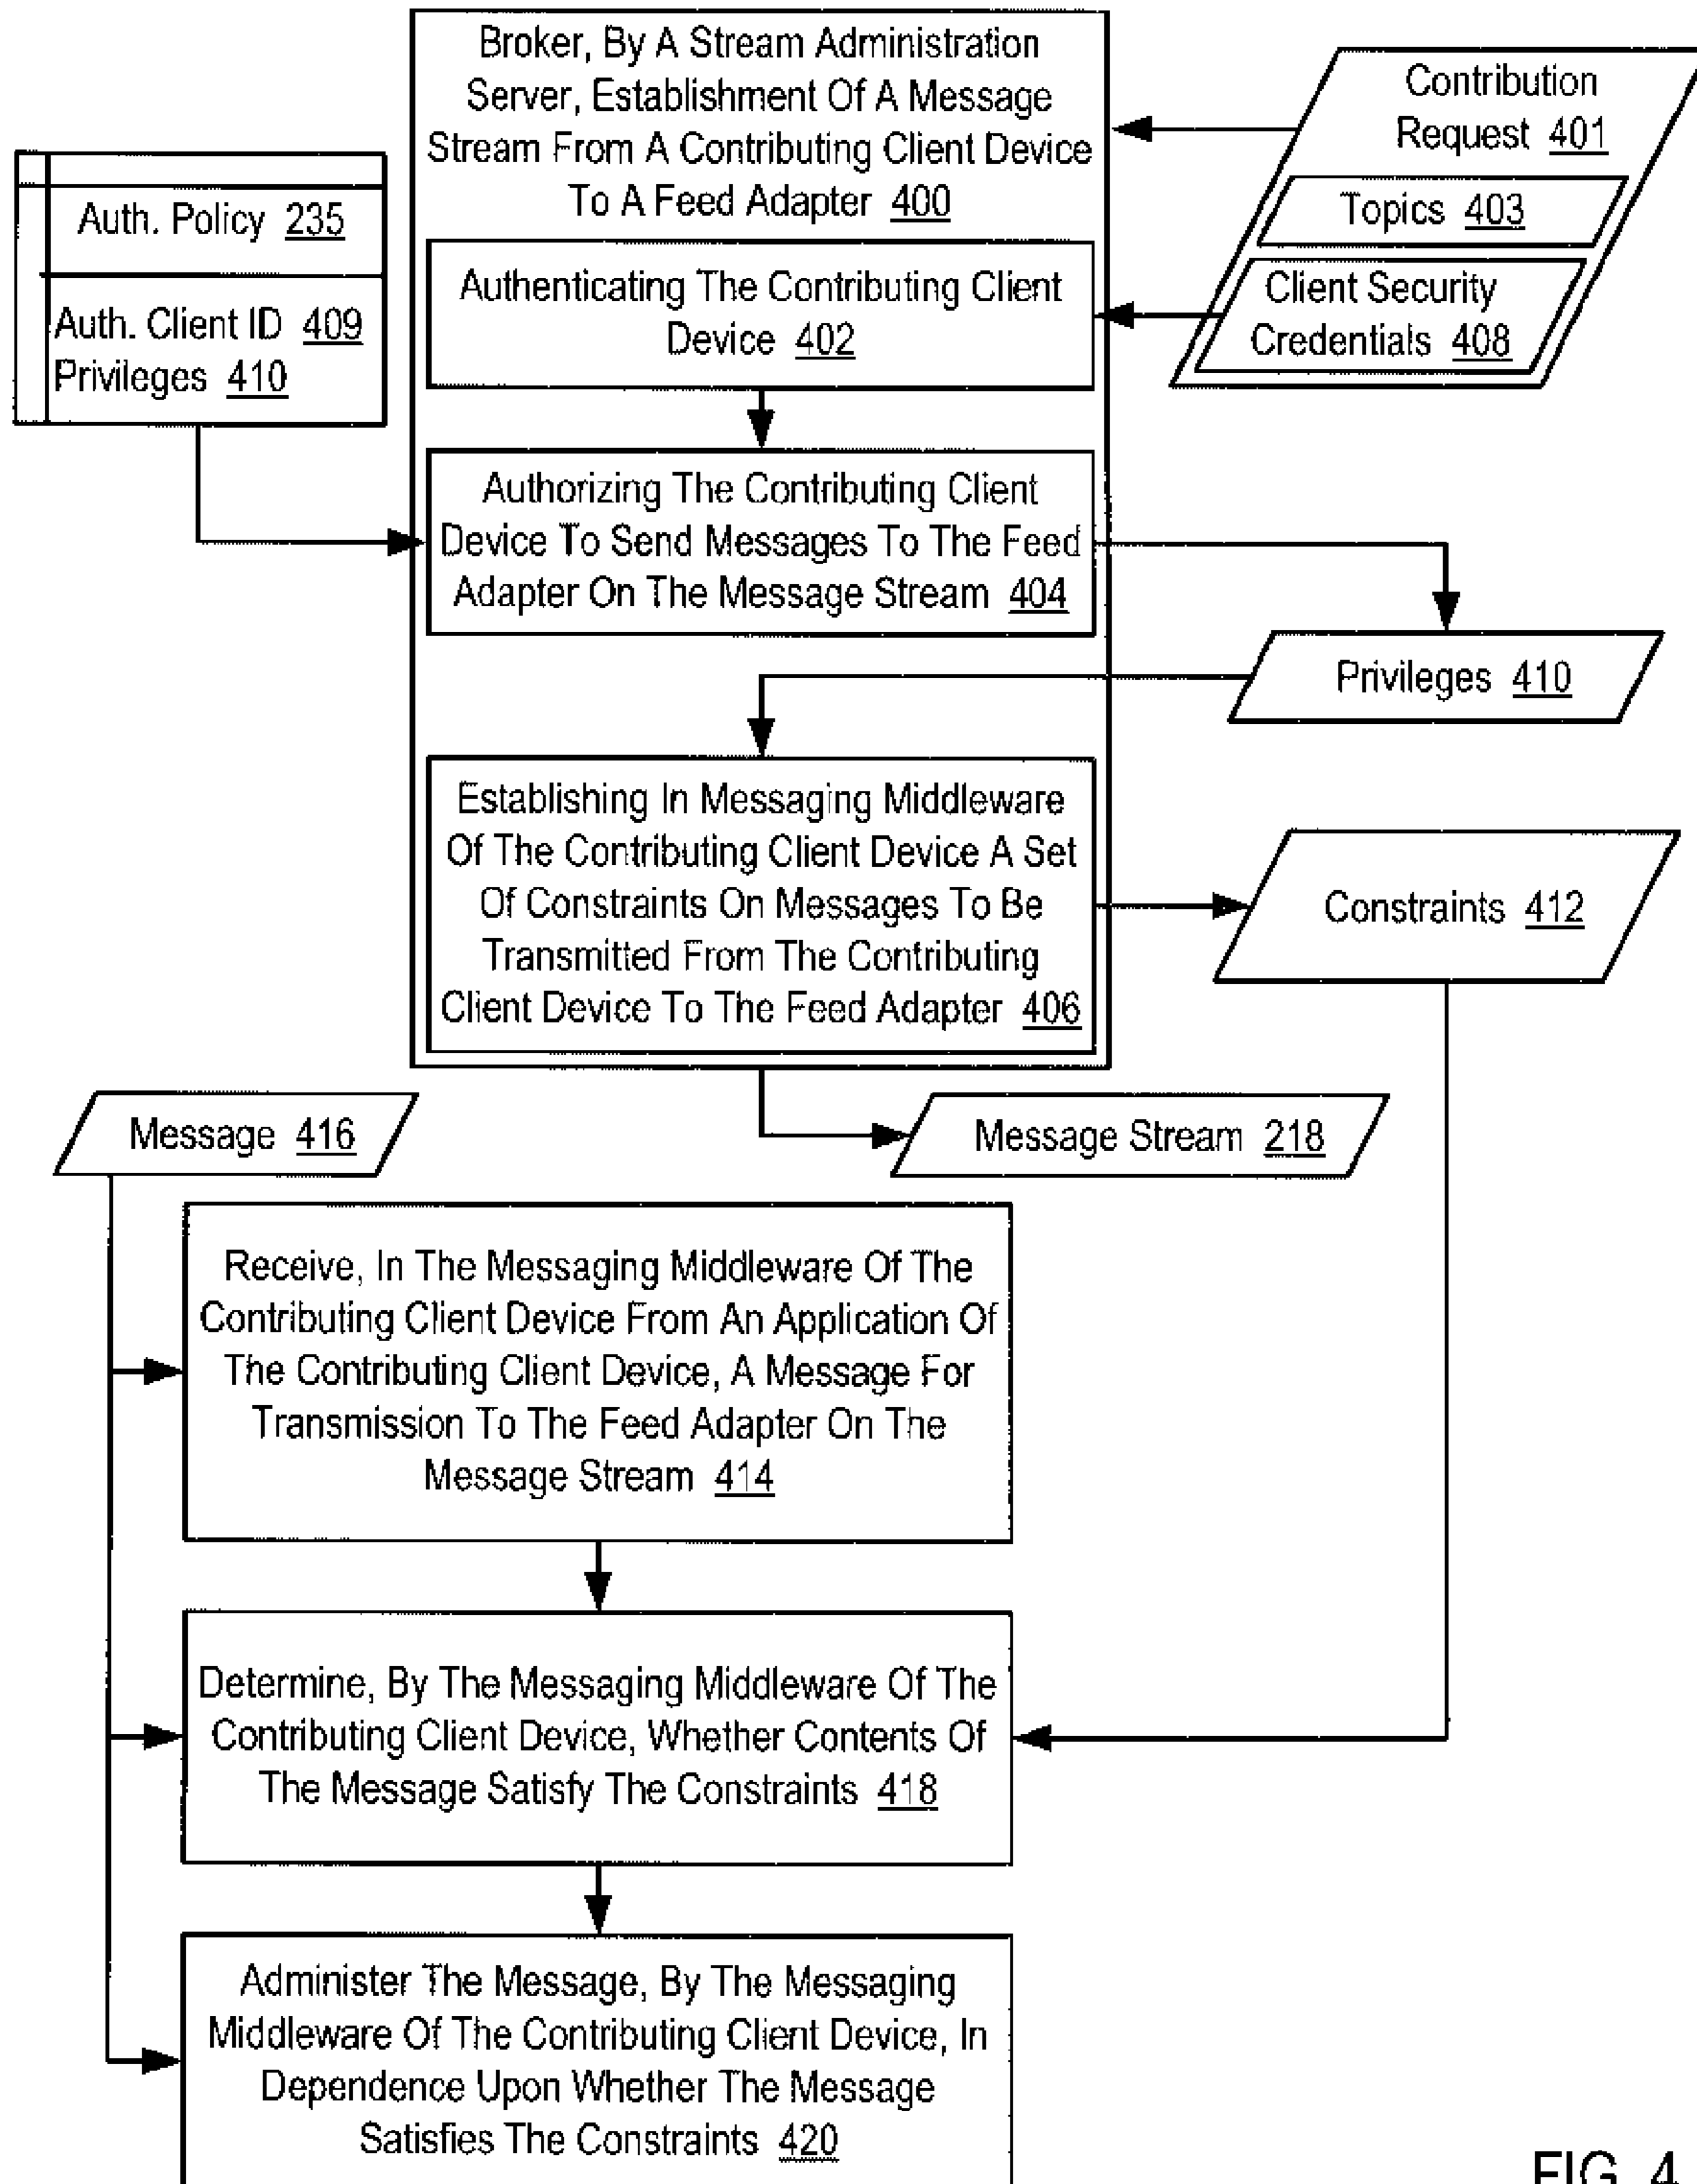 Broker, By A Stream Administration
Server, Establishment Of A Message
Stream From A Contributing Client Device
To A Feed Adapter 400
Contribution
Request 401
Topics 403
Client Security
Credentials 408
Auth. Policy 235
Auth. Client ID 409
Privileges 410
Authenticating The Contributing Client
Device 402
Authorizing The Contributing Client
Device To Send Messages To The Feed
Adapter On The Message Stream 404
Privileges 410
Establishing In Messaging Middleware
Of The Contributing Client Device A Set
Of Constraints On Messages To Be
Transmitted From The Contributing
Client Device To The Feed Adapter 406
Constraints 412
Message 416
Message Stream 218
Receive, In The Messaging Middleware Of The
Contributing Client Device From An Application Of
The Contributing Client Device, A Message For
Transmission To The Feed Adapter On The
Message Stream 414
Determine, By The Messaging Middleware Of The
Contributing Client Device, Whether Contents Of
The Message Satisfy The Constraints 418
Administer The Message, By The Messaging
Middleware Of The Contributing Client Device, In
Dependence Upon Whether The Message
Satisfies The Constraints 420
FIG. 4